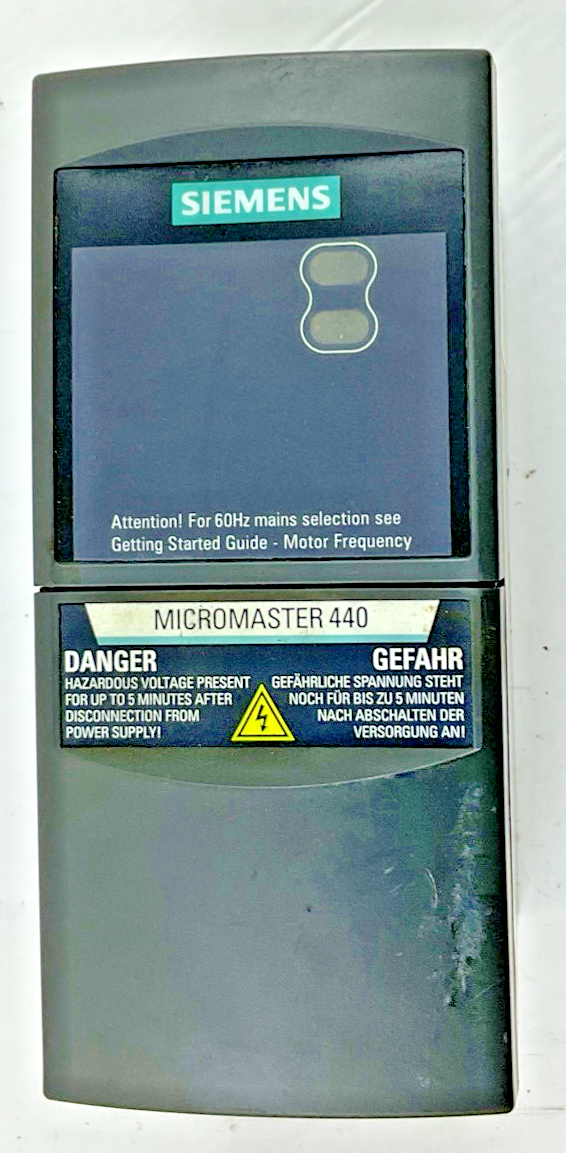 SIEMENS
Attention! For 60Hz mains selection see
Getting Started Guide - Motor Frequency
MICROMASTER 440
DANGER
HAZARDOUS VOLTAGE PRESENT
FOR UP TO 5 MINUTES AFTER
DISCONNECTION FROM
POWER SUPPLY!
GEFAHR
GEFÄHRLICHE SPANNUNG STEHT
NOCH FÜR BIS ZU 5 MINUTEN
NACH ABSCHALTEN DER
VERSORGUNG AN!